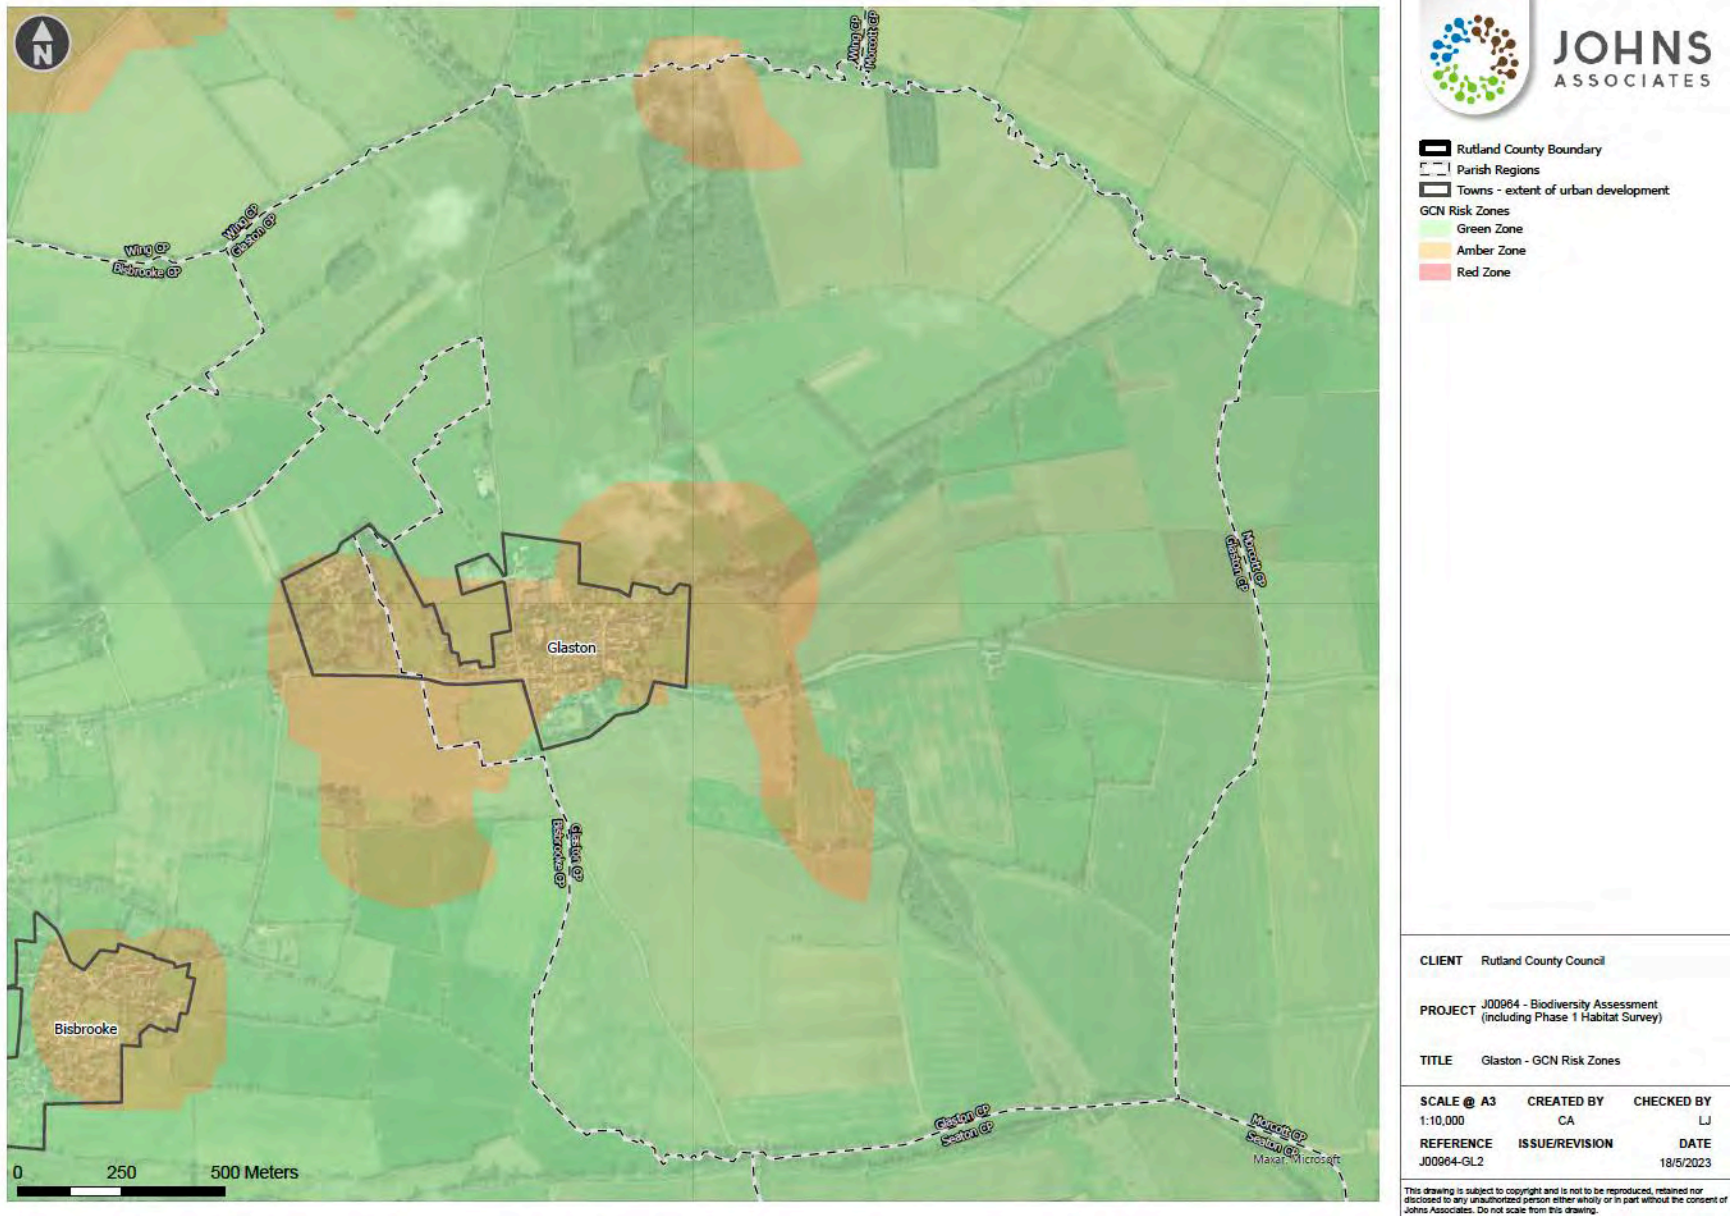 N
Wing CP
Morcott CP
Wing CP
Glaston CP
Wing CP
Bisbrooke CP
Morcott CP
Glaston CP
Glaston
Glaston CP
Bisbrooke CP
Bisbrooke
Glaston CP
Seaton CP
Morcott CP
Seaton CP
Maxar, Microsoft
0 250 500 Meters
JOHNS
ASSOCIATES
Rutland County Boundary
Parish Regions
Towns - extent of urban development
GCN Risk Zones
Green Zone
Amber Zone
Red Zone
CLIENT Rutland County Council
PROJECT J00964 - Biodiversity Assessment
(including Phase 1 Habitat Survey)
TITLE Glaston - GCN Risk Zones
SCALE @ A3 CREATED BY CHECKED BY
1:10,000 CA LJ
REFERENCE ISSUE/REVISION DATE
J00964-GL2 18/5/2023
This drawing is subject to copyright and is not to be reproduced, retained nor
disclosed to any unauthorized person either wholly or in part without the consent of
Johns Associates. Do not scale from this drawing.